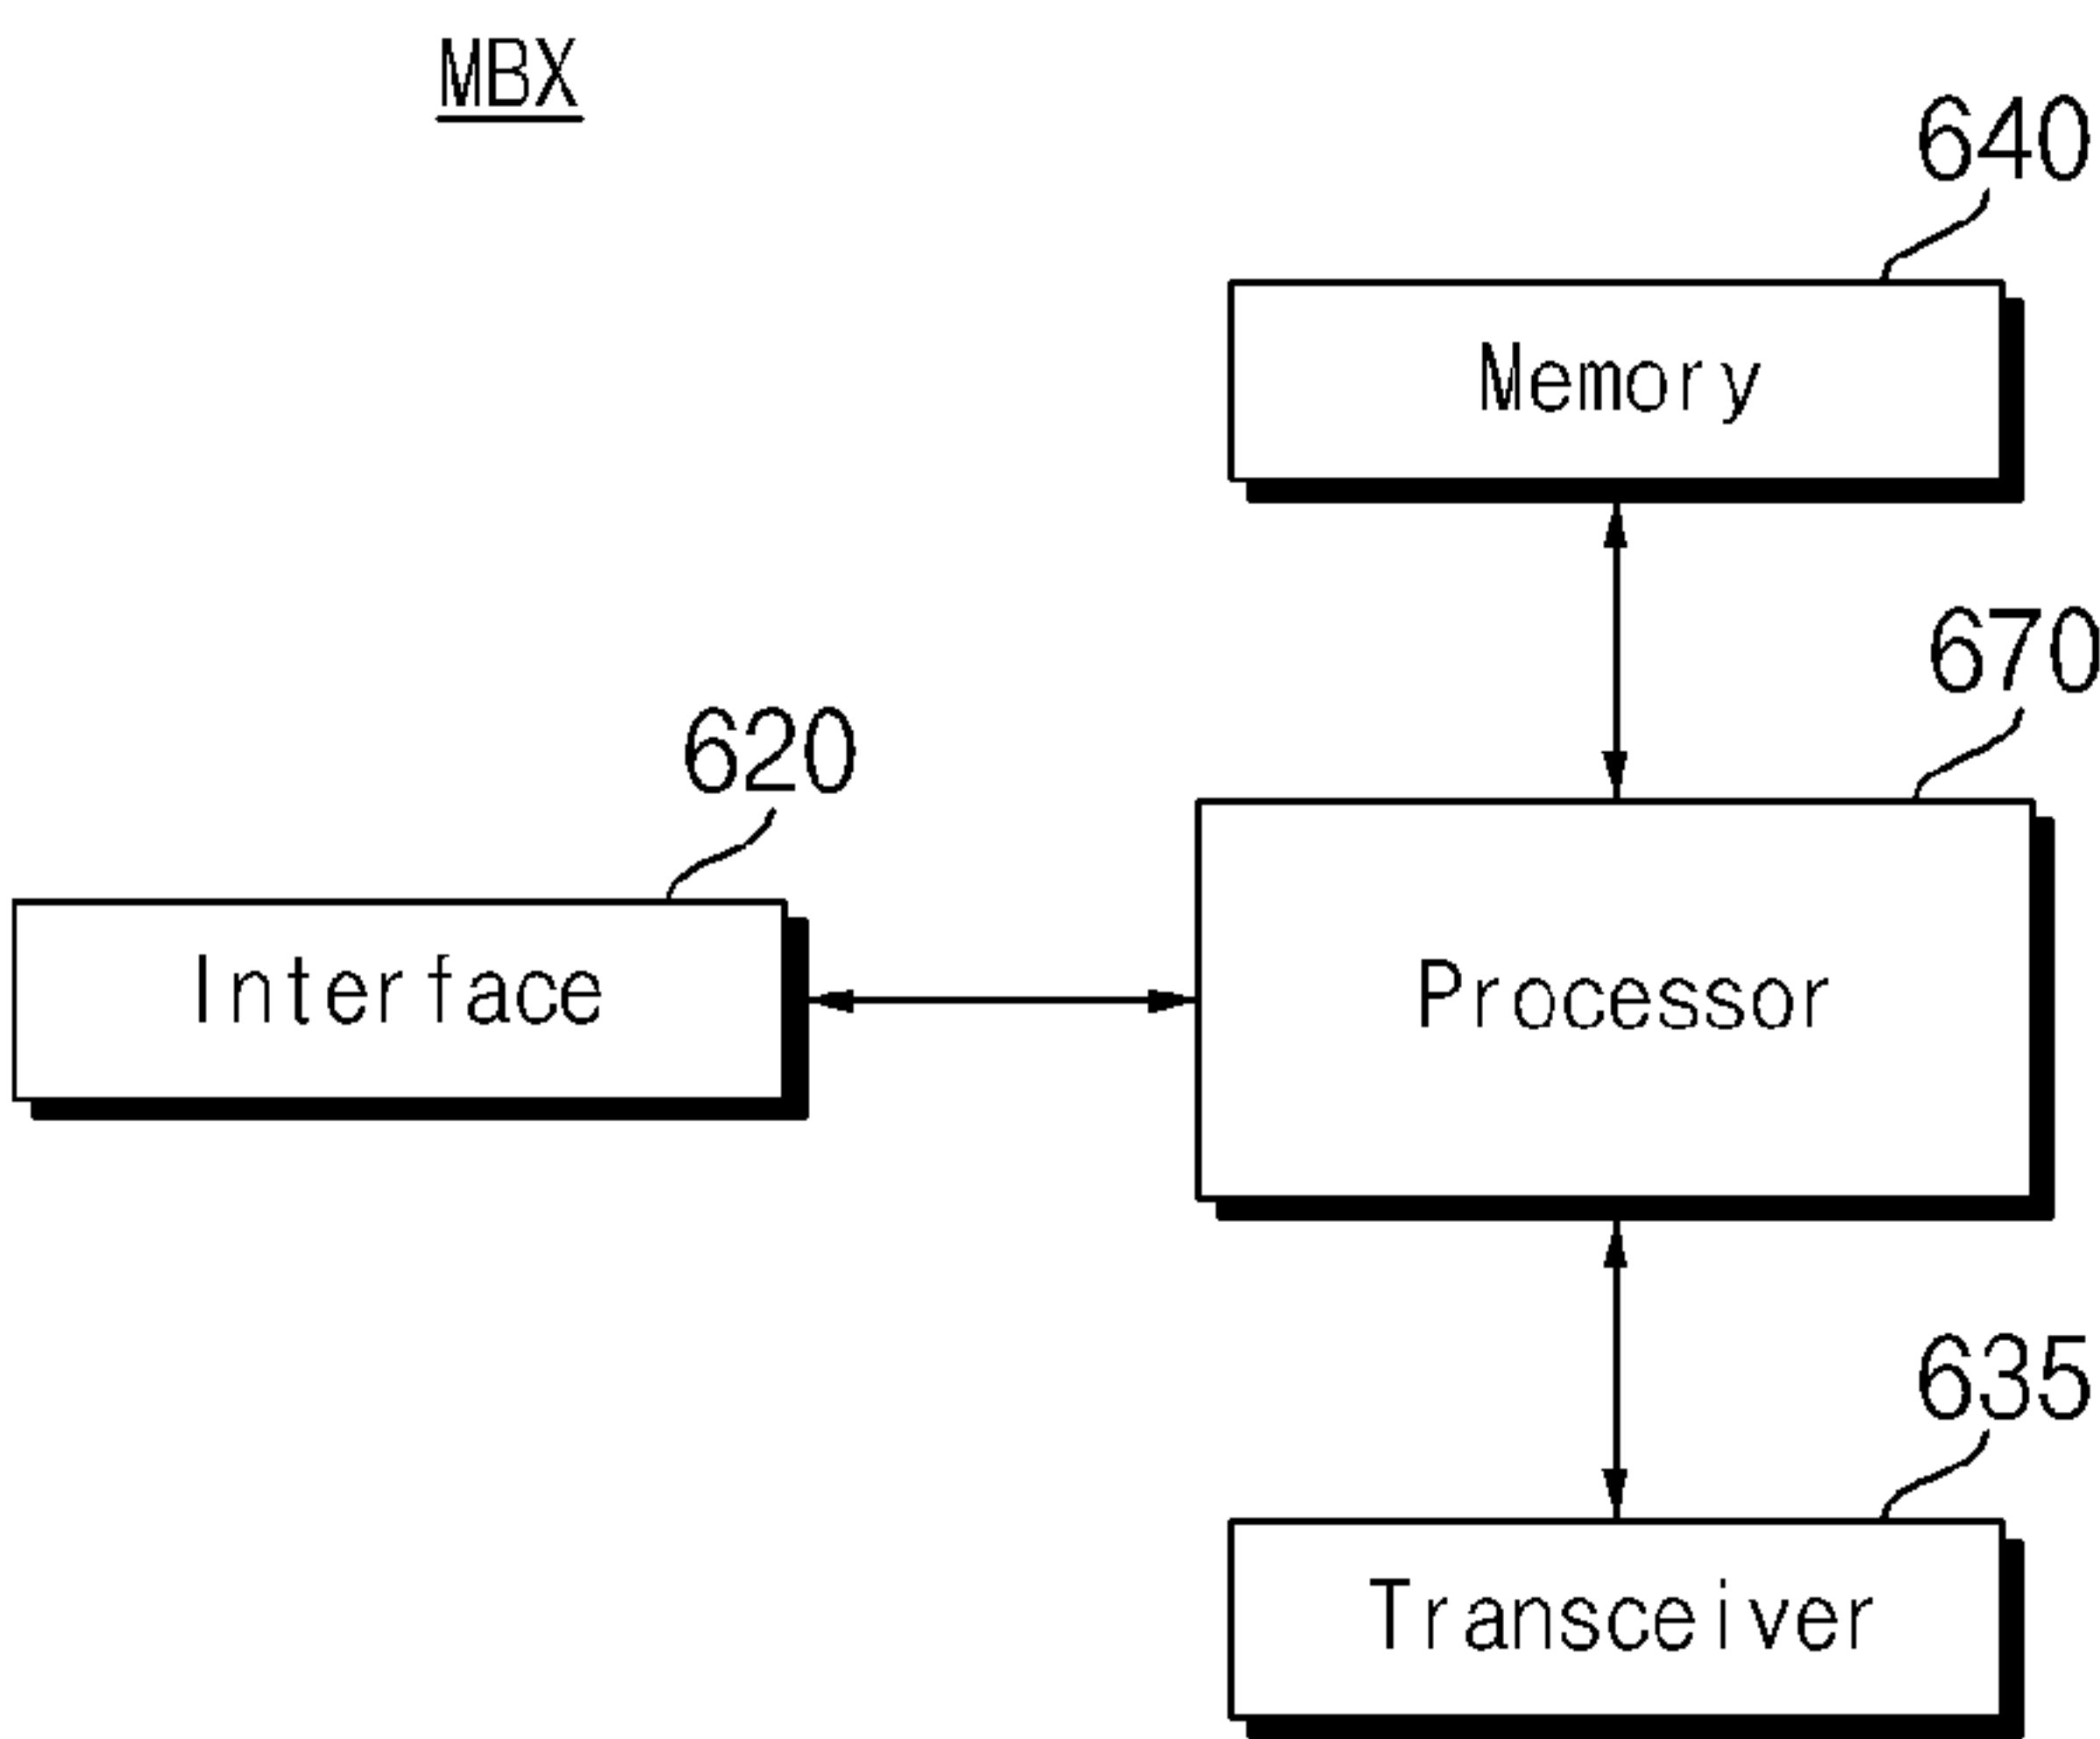 MBX
640
Memory
670
620
Interface
Processor
635
Transceiver